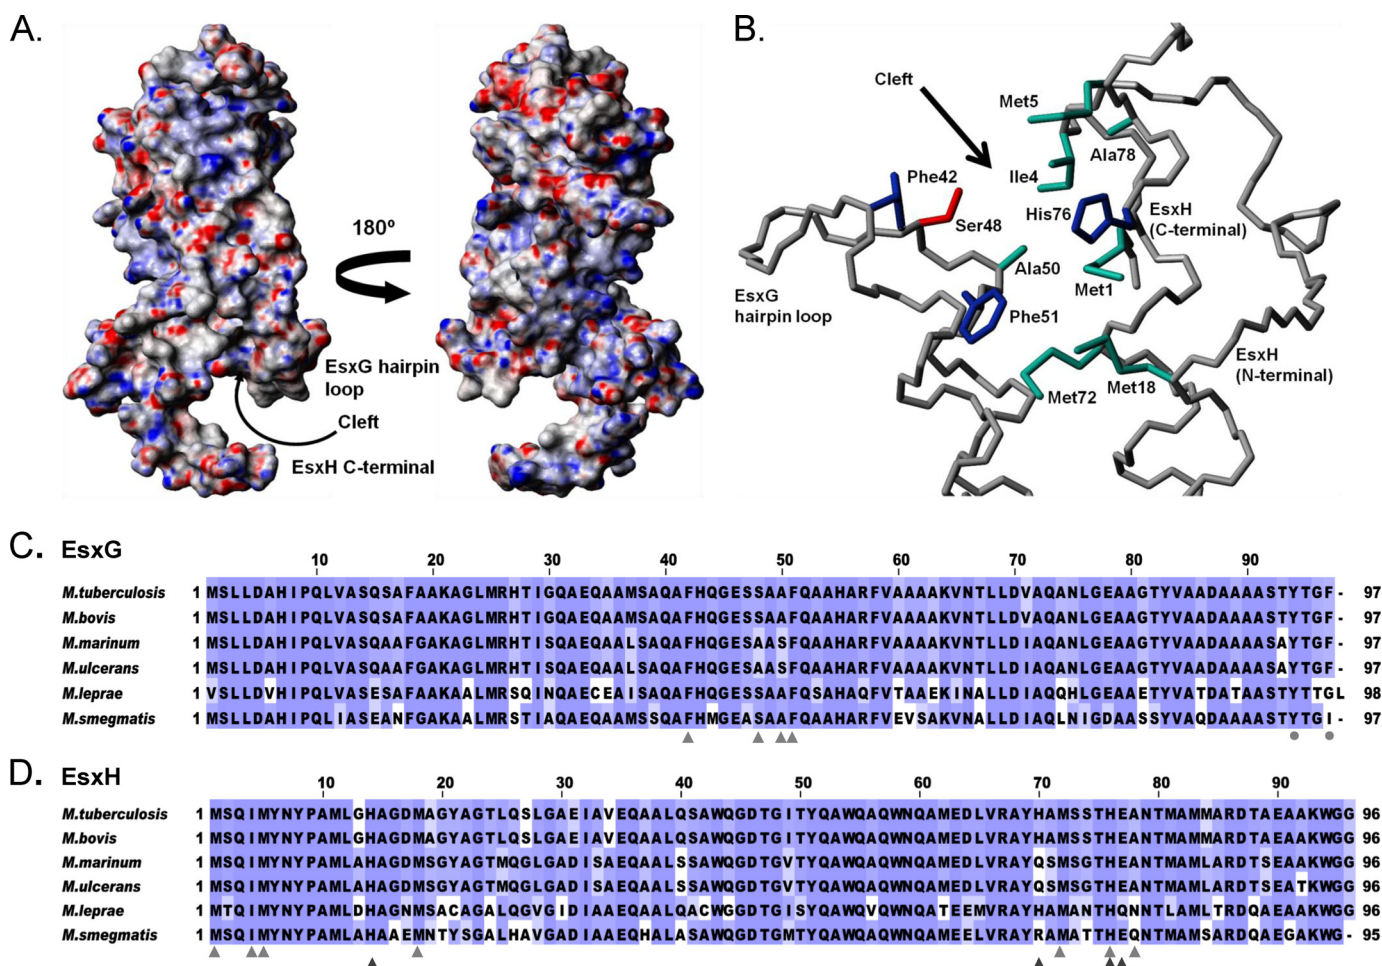 A.
B.
180º
EsxG hairpin
loop
Cleft
EsxH C-terminal
Cleft
Met5
Ala78
Ile4
Phe42
His76
EsxH
(C-terminal)
Ser48
Ala50
Met1
EsxG
hairpin loop
Phe51
EsxH
(N-terminal)
Met72
Met18
C. EsxG
10 20 30 40 50 60 70 80 90
M.tuberculosis 1 MSLLDAHIPQLVASQSAFAAKAGLMRHTIGQAEQAAMSAQAFHQGESSAAFQAAHARFVAAAAKVNTLLDVAQANLGEAAGTYVAADAAAASTYTGF- 97
M.bovis 1 MSLLDAHIPQLVASQSAFAAKAGLMRHTIGQAEQAAMSAQAFHQGESSAAFQAAHARFVAAAAKVNTLLDVAQANLGEAAGTYVAADAAAASTYTGF- 97
M.marinum 1 MSLLDAHIPQLVASQAAFGAKAGLMRHTISQAEQAALSAQAFHQGESAASFQAAHARFVAAAAKVNTLLDIAQANLGEAAGTYVAADAAAASAYTGF- 97
M.ulcerans 1 MSLLDAHIPQLVASQAAFGAKAGLMRHTISQAEQAALSAQAFHQGESAASFQAAHARFVAAAAKVNTLLDIAQANLGEAAGTYVAADAAAASAYTGF- 97
M.leprae 1 VSLLDVHIPQLVASESAFAAKAALMRSQINQAECEAISAQAFHQGESSAAFQSAHAQFVTAAEKINALLDIAQQHLGEAAETYVATDATAASTYTTGL 98
M.smegmatis 1 MSLLDAHIPQLIASEANFGAKAALMRSTIAQAEQAAMSSQAFHMGEASAAFQAAHARFVEVSAKVNALLDIAQLNIGDAASSYVAQDAAAASTYTGI- 97
D. EsxH
10 20 30 40 50 60 70 80 90
M.tuberculosis 1 MSQIMYNYPAMLGHAGDMAGYAGTLQSLGAEIAVEQAALQSAWQGDTGITYQAWQAQWNQAMEDLVRAYHAMSSTHEANTMAMMARDTAEAAKWGG 96
M.bovis 1 MSQIMYNYPAMLGHAGDMAGYAGTLQSLGAEIAVEQAALQSAWQGDTGITYQAWQAQWNQAMEDLVRAYHAMSSTHEANTMAMMARDTAEAAKWGG 96
M.marinum 1 MSQIMYNYPAMLAHAGDMSGYAGTMQGLGADISAEQAALSSAWQGDTGVTYQAWQAQWNQAMEDLVRAYQSMSGTHEANTMAMLARDTSEAAKWGG 96
M.ulcerans 1 MSQIMYNYPAMLAHAGDMSGYAGTMQGLGADISAEQAALSSAWQGDTGVTYQAWQAQWNQAMEDLVRAYQSMSGTHEANTMAMLARDTSEATKWGG 96
M.leprae 1 MTQIMYNYPAMLDHAGNMSACAGALQGVGIDIAAEQAALQACWGGDTGISYQAWQVQWNQATEEMVRAYHAMANTHQNNTLAMLTRDQAEAAKWGG 96
M.smegmatis 1 MSQIMYNYPAMLAHAAEMNTYSGALHAVGADIAAEQHALASAWQGDTGMTYQAWQAQWNQAMEELVRAYRAMATTHEQNTMAMSARDQAEGAKWG- 95